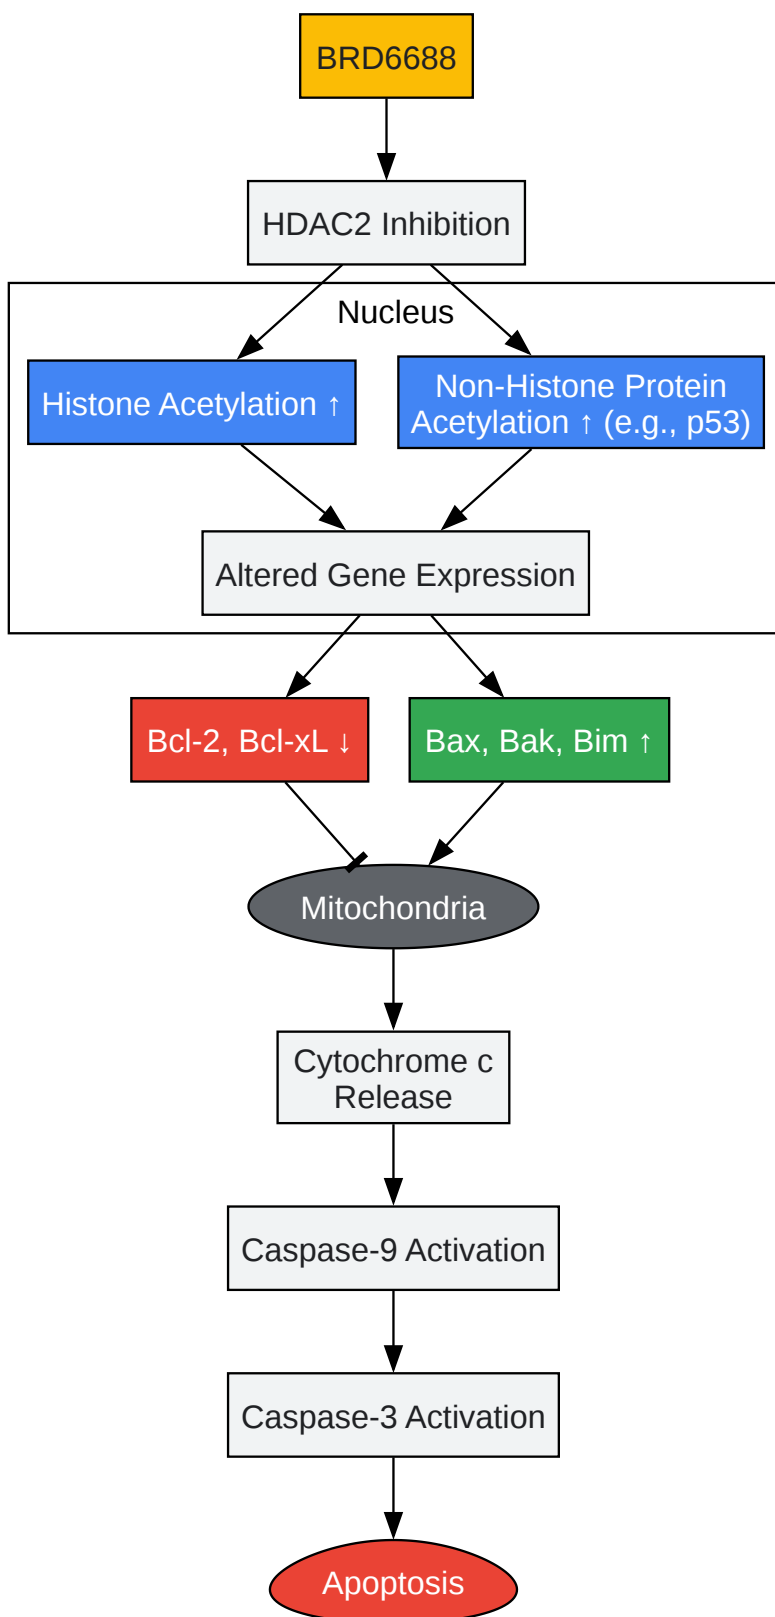 BRD6688
HDAC2 Inhibition
Nucleus
Histone Acetylation ↑
Non-Histone Protein
Acetylation ↑ (e.g., p53)
Altered Gene Expression
Bcl-2, Bcl-xL ↓
Bax, Bak, Bim ↑
Mitochondria
Cytochrome c
Release
Caspase-9 Activation
Caspase-3 Activation
Apoptosis